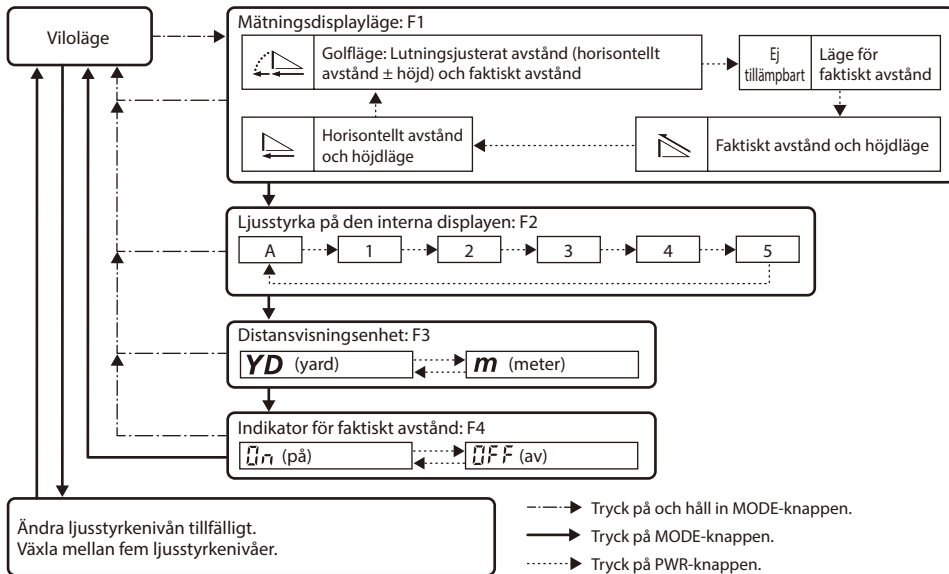 Viloläge
Mätningsdisplayläge: F1
Golfläge: Lutningsjusterat avstånd (horisontellt
avstånd ± höjd) och faktiskt avstånd
Ej
tillämpbart
Läge för
faktiskt avstånd
Horisontellt avstånd
och höjdläge
Faktiskt avstånd och höjdläge
Ljusstyrka på den interna displayen: F2
A 1 2 3 4 5
Distansvisningsenhet: F3
YD (yard) m (meter)
Indikator för faktiskt avstånd: F4
On (på) OFF (av)
Ändra ljusstyrkenivån tillfälligt.
Växla mellan fem ljusstyrkenivåer.
Tryck på och håll in MODE-knappen.
Tryck på MODE-knappen.
Tryck på PWR-knappen.